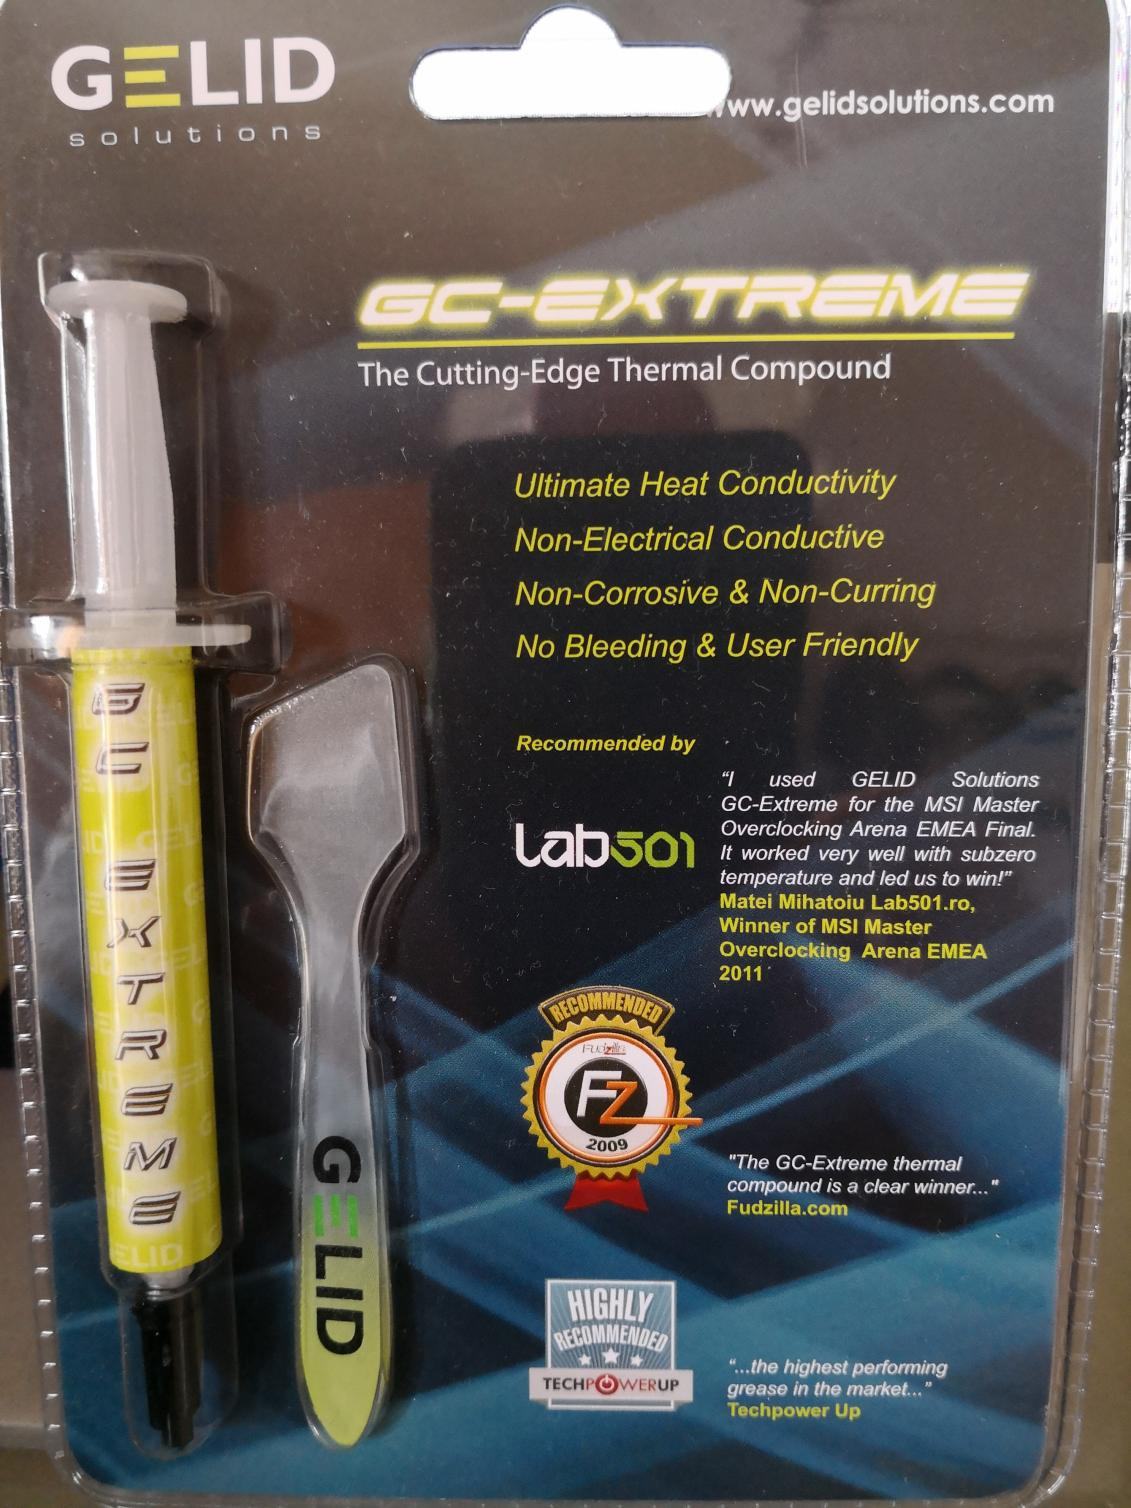 GELID
solutions
www.gelidsolutions.com
GC-EXTREME
The Cutting-Edge Thermal Compound
Ultimate Heat Conductivity
Non-Electrical Conductive
Non-Corrosive & Non-Curring
No Bleeding & User Friendly
Recommended by
Lab501
“I used GELID Solutions
GC-Extreme for the MSI Master
Overclocking Arena EMEA Final.
It worked very well with subzero
temperature and led us to win!”
Matei Mihatoiu Lab501.ro,
Winner of MSI Master
Overclocking Arena EMEA
2011
RECOMMENDED
Fudzilla
FZ
2009
"The GC-Extreme thermal
compound is a clear winner..."
Fudzilla.com
HIGHLY
RECOMMENDED
TECHPOWERUP
“...the highest performing
grease in the market...”
Techpower Up
GC EXTREME
GELID
GELID